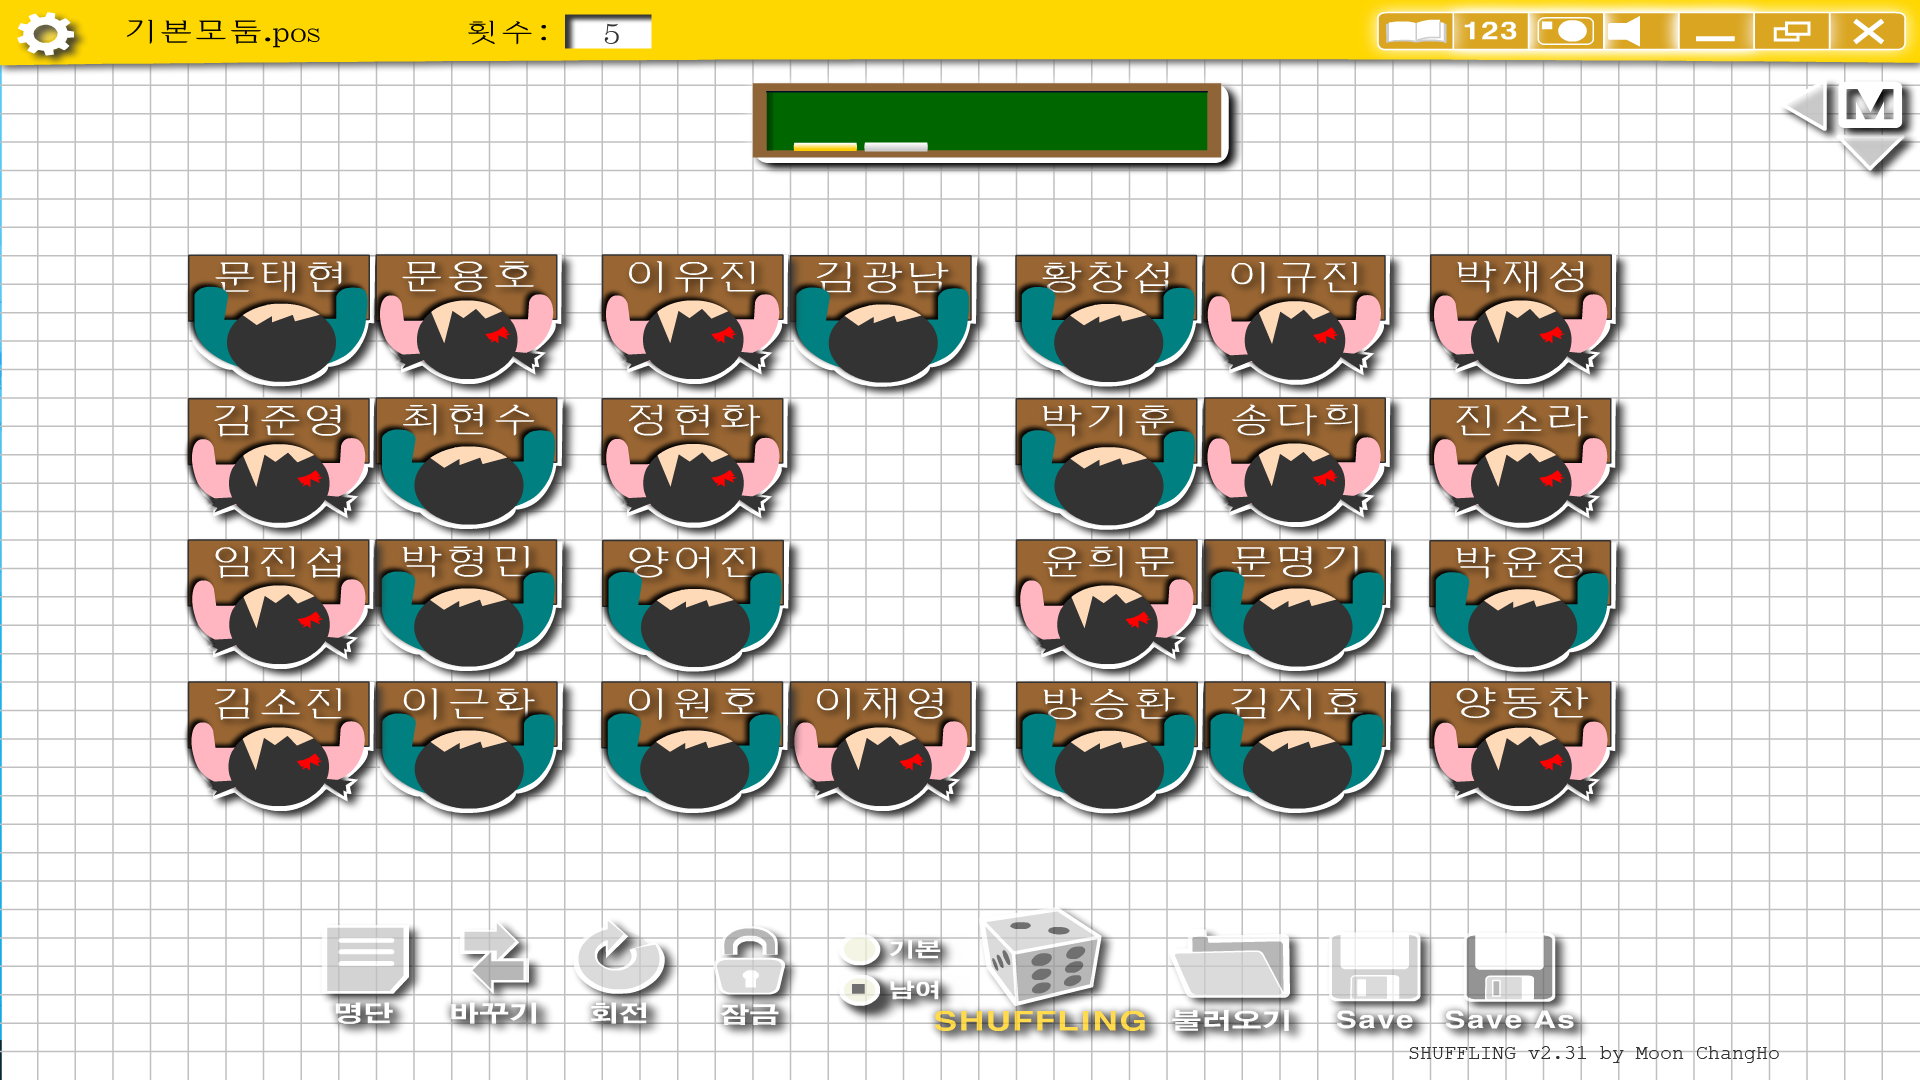 기본모둠.pos 횟수: 5 123
M
문태현 문용호 이유진 김광남 황창섭 이규진 박재성
김준영 최현수 정현화 박기훈 송다희 진소라
임진섭 박형민 양어진 윤희문 문명기 박윤정
김소진 이근화 이원호 이채영 방승환 김지효 양동찬
기본
남여
명단 바꾸기 회전 잠금 SHUFFLING 불러오기 Save Save As
SHUFFLING v2.31 by Moon ChangHo